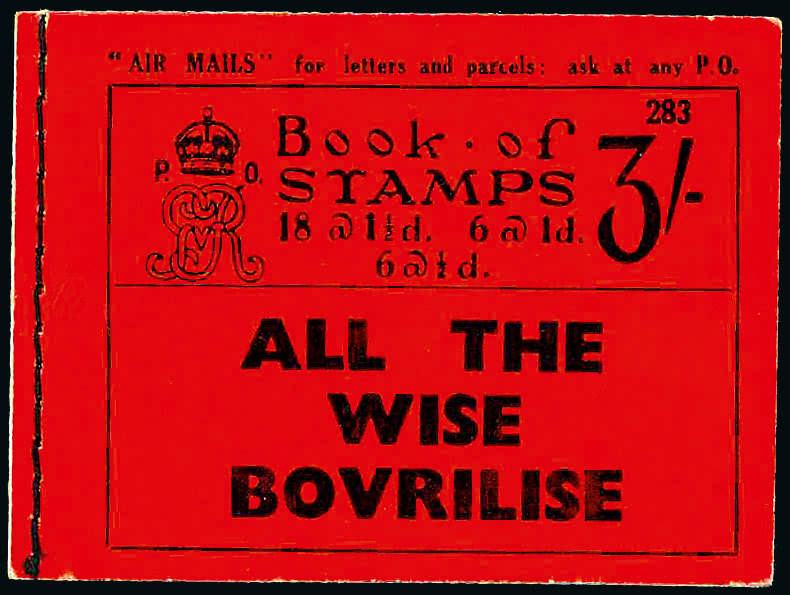 "AIR MAILS" for letters and parcels: ask at any P.O.
283
P. O.
Book · of
STAMPS
3/-
18 @ 1½d. 6 @ 1d.
6 @ ½d.
ALL THE
WISE
BOVRILISE